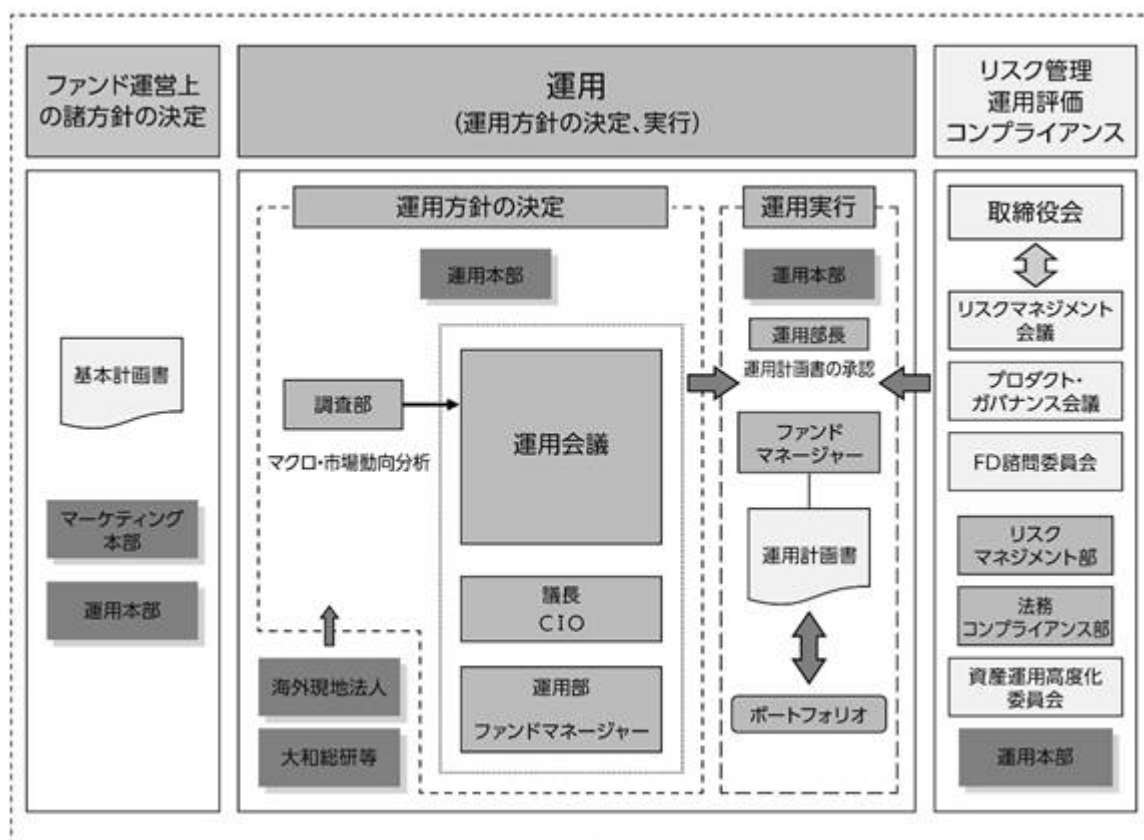 ファンド運営上
の諸方針の決定
運用
(運用方針の決定、実行)
リスク管理
運用評価
コンプライアンス
基本計画書
マーケティング
本部
運用本部
運用方針の決定
運用本部
調査部
マクロ・市場動向分析
運用会議
議長
CIO
運用部
ファンドマネージャー
海外現地法人
大和総研等
運用実行
運用本部
運用部長
運用計画書の承認
ファンド
マネージャー
運用計画書
ポートフォリオ
取締役会
リスクマネジメント
会議
プロダクト・
ガバナンス会議
FD諮問委員会
リスク
マネジメント部
法務
コンプライアンス部
資産運用高度化
委員会
運用本部